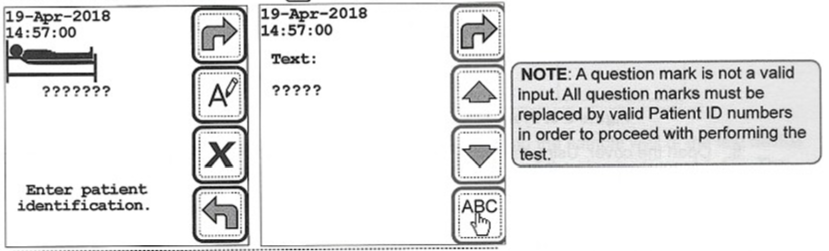 19-Apr-2018
14:57:00
???????
Enter patient
identification.
A
X
19-Apr-2018
14:57:00
Text:
?????
ABC
NOTE: A question mark is not a valid
input. All question marks must be
replaced by valid Patient ID numbers
in order to proceed with performing the
test.